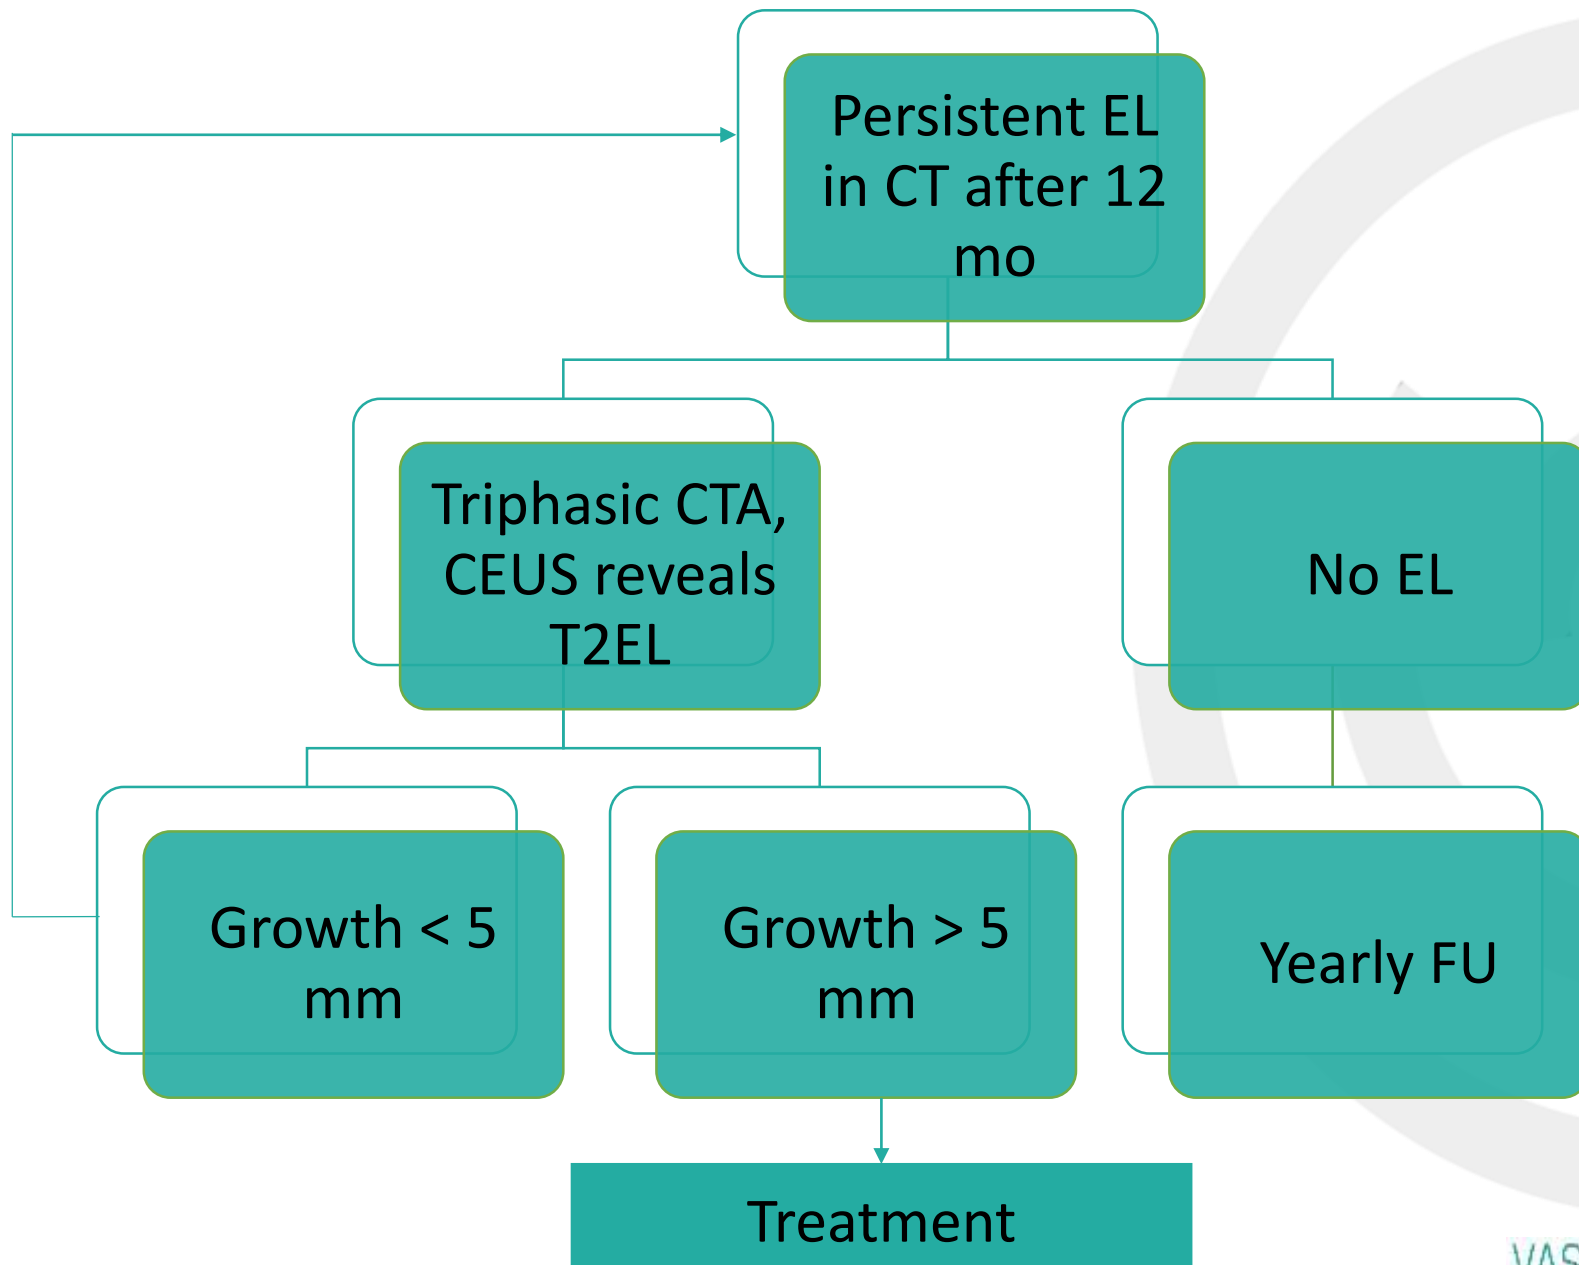 Persistent EL
in CT after 12
mo
Triphasic CTA,
CEUS reveals
T2EL
No EL
Growth < 5
mm
Growth > 5
mm
Yearly FU
Treatment
VAS